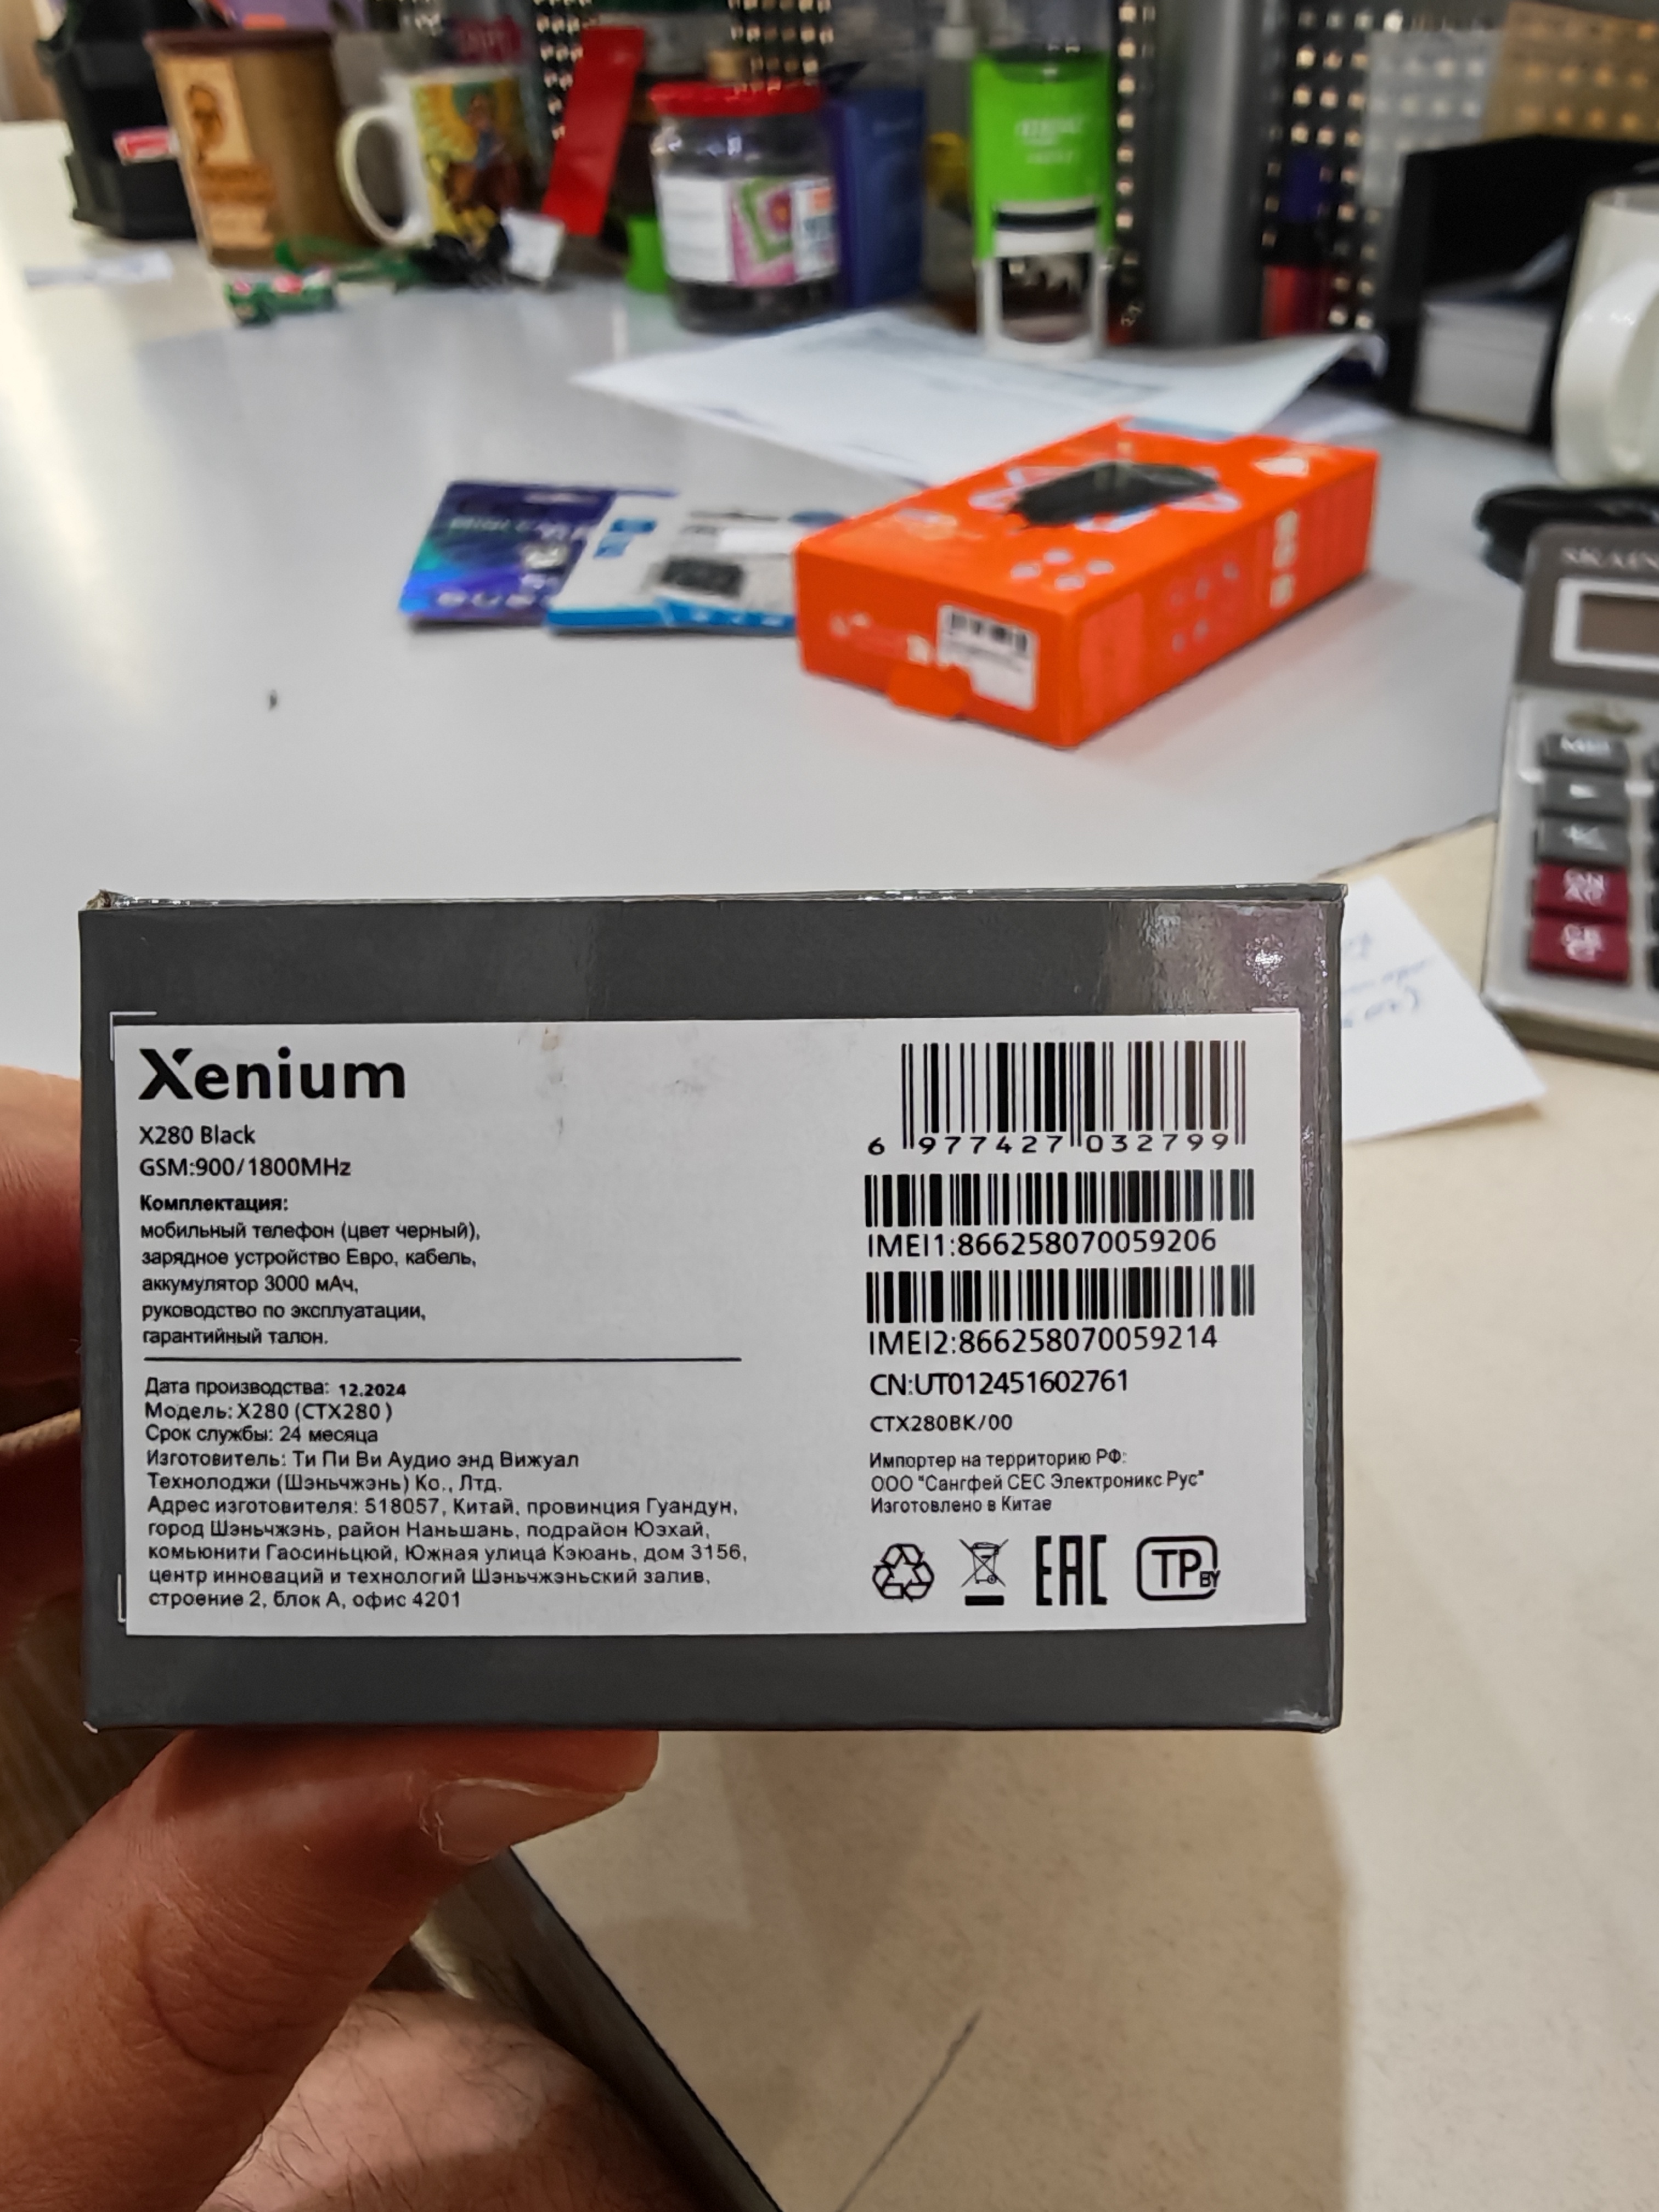 Xenium
X280 Black
GSM:900/1800MHz
Комплектация:
мобильный телефон (цвет черный),
зарядное устройство Евро, кабель,
аккумулятор 3000 мАч,
руководство по эксплуатации,
гарантийный талон.
Дата производства: 12.2024
Модель: X280 (CTX280 )
Срок службы: 24 месяца
Изготовитель: Ти Пи Ви Аудио энд Вижуал
Технолоджи (Шэньчжэнь) Ко., Лтд.
Адрес изготовителя: 518057, Китай, провинция Гуандун,
город Шэньчжэнь, район Наньшань, подрайон Юэхай,
комьюнити Гаосиньцюй, Южная улица Кэюань, дом 3156,
центр инноваций и технологий Шэньчжэньский залив,
строение 2, блок А, офис 4201
6 977427 032799
IMEI1:866258070059206
IMEI2:866258070059214
CN:UT012451602761
CTX280BK/00
Импортер на территорию РФ:
ООО "Сангфей СЕС Электроникс Рус"
Изготовлено в Китае
EAC
TP BY